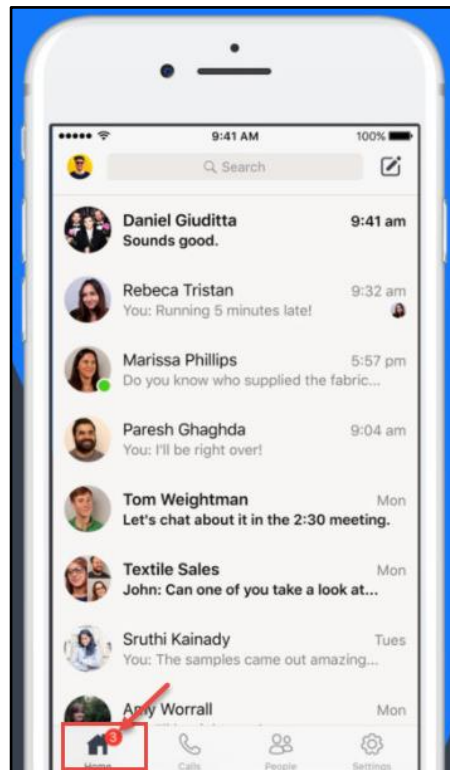 9:41 AM
100%
Search
Daniel Giuditta
9:41 am
Sounds good.
Rebeca Tristan
9:32 am
You: Running 5 minutes late!
Marissa Phillips
5:57 pm
Do you know who supplied the fabric...
Paresh Ghaghda
9:04 am
You: I'll be right over!
Tom Weightman
Mon
Let's chat about it in the 2:30 meeting.
Textile Sales
Mon
John: Can one of you take a look at...
Sruthi Kainady
Tues
You: The samples came out amazing...
Amy Worrall
Mon
3
Home
Calls
People
Settings